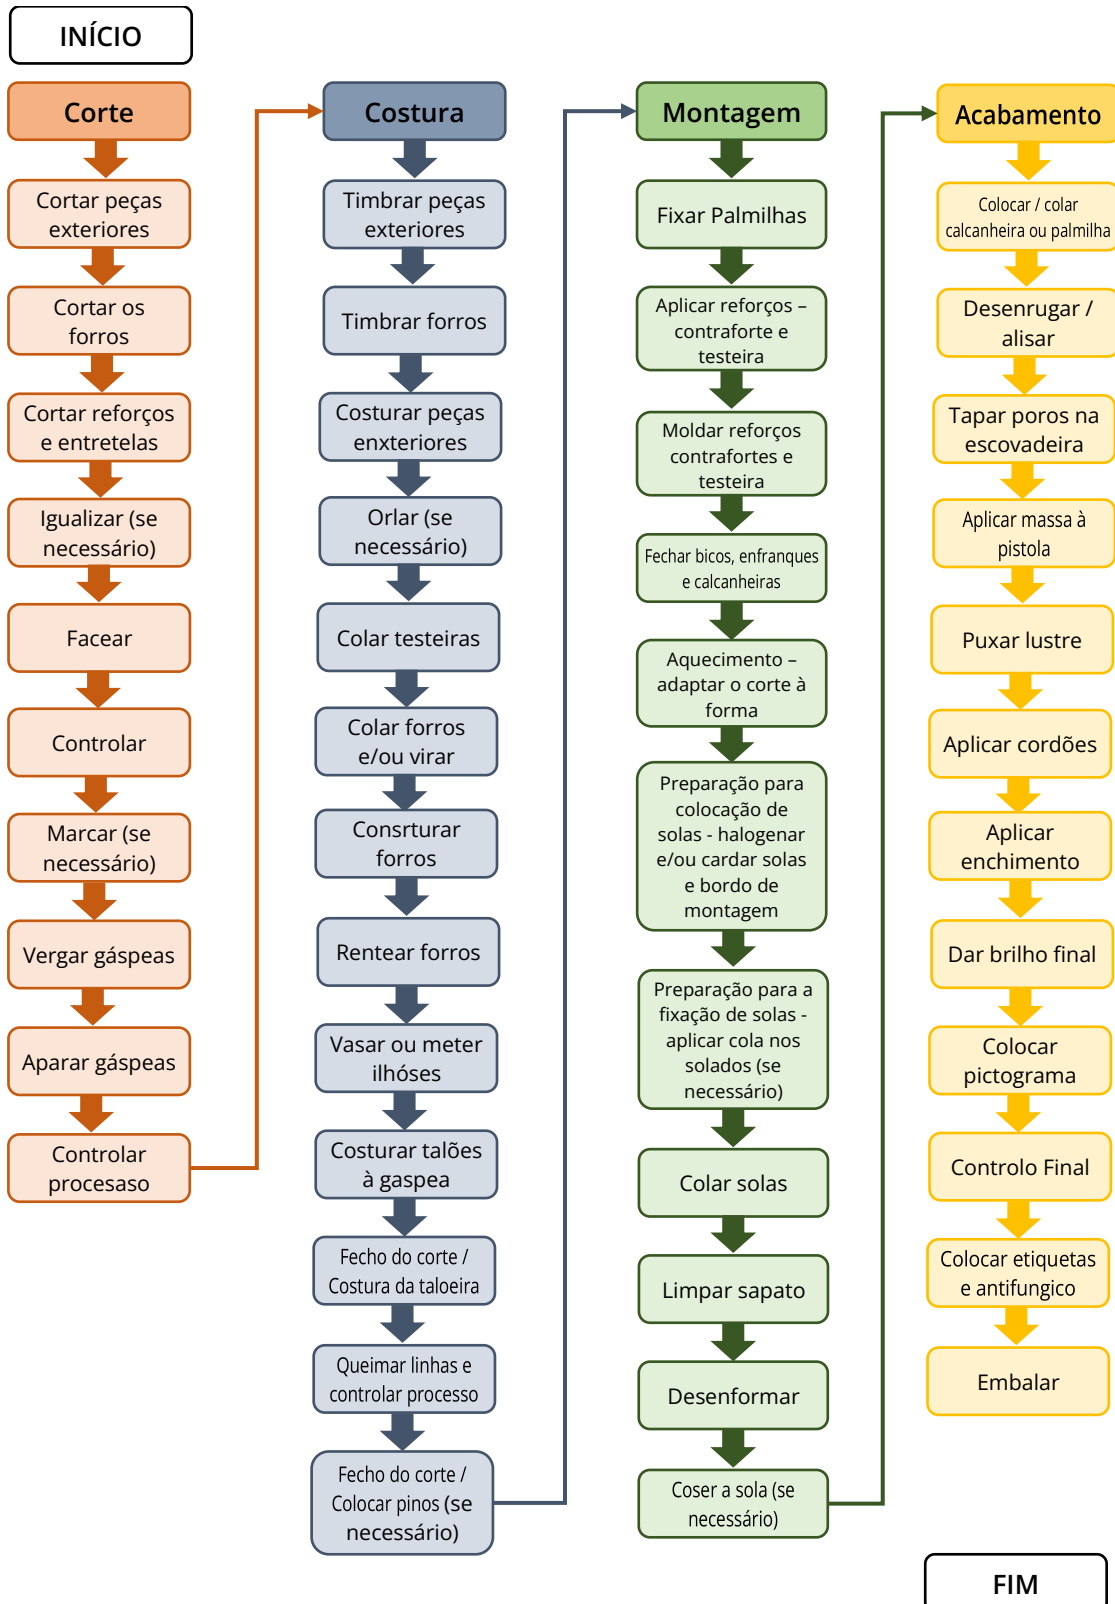 INÍCIO
Corte
Cortar peças
exteriores
Cortar os
forros
Cortar reforços
e entretelas
Igualizar (se
necessário)
Facear
Controlar
Marcar (se
necessário)
Vergar gáspeas
Aparar gáspeas
Controlar
procesaso
Costura
Timbrar peças
exteriores
Timbrar forros
Costurar peças
enxteriores
Orlar (se
necessário)
Colar testeiras
Colar forros
e/ou virar
Consrturar
forros
Rentear forros
Vasar ou meter
ilhóses
Costurar talões
à gaspea
Fecho do corte /
Costura da taloeira
Queimar linhas e
controlar processo
Fecho do corte /
Colocar pinos (se
necessário)
Montagem
Fixar Palmilhas
Aplicar reforços –
contraforte e
testeira
Moldar reforços
contrafortes e
testeira
Fechar bicos, enfranques
e calcanheiras
Aquecimento –
adaptar o corte à
forma
Preparação para
colocação de
solas - halogenar
e/ou cardar solas
e bordo de
montagem
Preparação para a
fixação de solas -
aplicar cola nos
solados (se
necessário)
Colar solas
Limpar sapato
Desenformar
Coser a sola (se
necessário)
Acabamento
Colocar / colar
calcanheira ou palmilha
Desenrugar /
alisar
Tapar poros na
escovadeira
Aplicar massa à
pistola
Puxar lustre
Aplicar cordões
Aplicar
enchimento
Dar brilho final
Colocar
pictograma
Controlo Final
Colocar etiquetas
e antifungico
Embalar
FIM